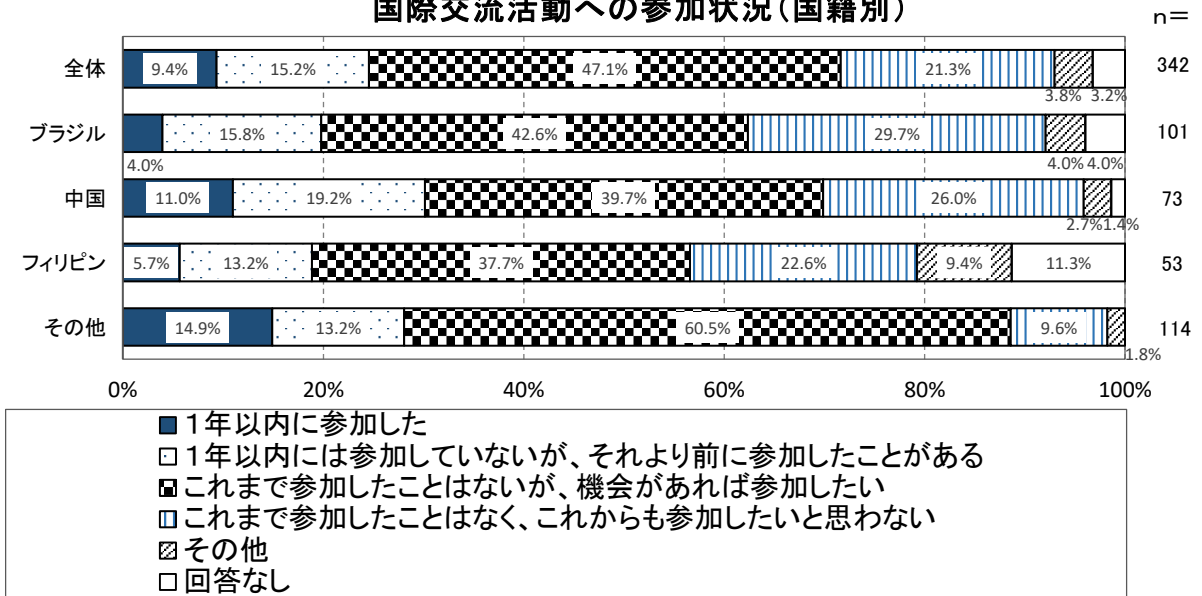 国際交流活動への参加状況（国籍別）
n＝
全体 9.4% 15.2% 47.1% 21.3% 342
3.8% 3.2%
ブラジル 15.8% 42.6% 29.7% 101
4.0% 4.0% 4.0%
中国 11.0% 19.2% 39.7% 26.0% 73
2.7% 1.4%
フィリピン 5.7% 13.2% 37.7% 22.6% 9.4% 11.3% 53
その他 14.9% 13.2% 60.5% 9.6% 114
1.8%
0% 20% 40% 60% 80% 100%
１年以内に参加した
１年以内には参加していないが、それより前に参加したことがある
これまで参加したことはないが、機会があれば参加したい
これまで参加したことはなく、これからも参加したいと思わない
その他
回答なし